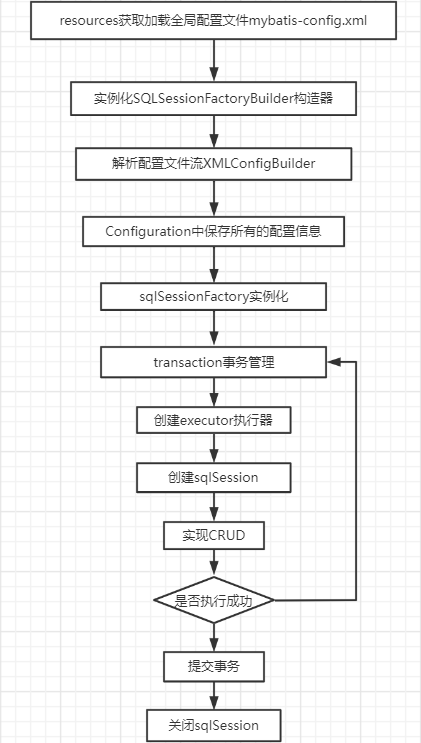 resources获取加载全局配置文件mybatis-config.xml
实例化SQLSessionFactoryBuilder构造器
解析配置文件流XMLConfigBuilder
Configuration中保存所有的配置信息
sqlSessionFactory实例化
transaction事务管理
创建executor执行器
创建sqlSession
实现CRUD
是否执行成功
提交事务
关闭sqlSession